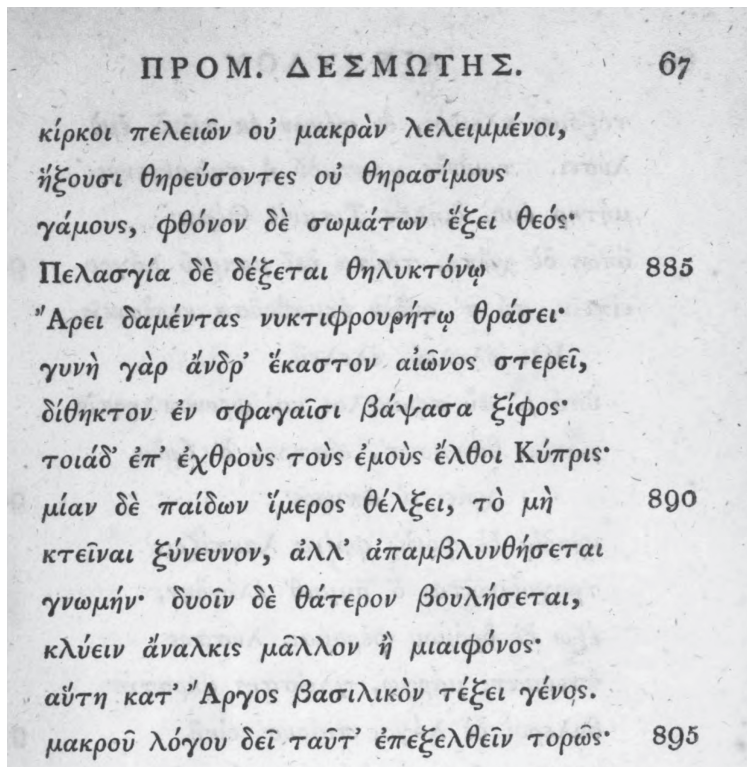 ΠΡΟΜ. ΔΕΣΜΩΤΗΣ. 67
κίρκοι πελειῶν οὐ μακρὰν λελειμμένοι,
ἥξουσι θηρεύσοντες οὐ θηρασίμους
γάμους, φθόνον δὲ σωμάτων ἕξει θεός·
Πελασγία δὲ δέξεται θηλυκτόνῳ 885
Ἄρει δαμέντας νυκτιφρουρήτῳ θράσει·
γυνὴ γὰρ ἄνδρ' ἕκαστον αἰῶνος στερεῖ,
δίθηκτον ἐν σφαγαῖσι βάψασα ξίφος·
τοιάδ' ἐπ' ἐχθροὺς τοὺς ἐμοὺς ἔλθοι Κύπρις·
μίαν δὲ παίδων ἵμερος θέλξει, τὸ μὴ 890
κτεῖναι ξύνευνον, ἀλλ' ἀπαμβλυνθήσεται
γνωμήν· δυοῖν δὲ θάτερον βουλήσεται,
κλύειν ἄναλκις μᾶλλον ἢ μιαιφόνος·
αὕτη κατ' Ἄργος βασιλικὸν τέξει γένος.
μακροῦ λόγου δεῖ ταῦτ' ἐπεξελθεῖν τορῶς· 895